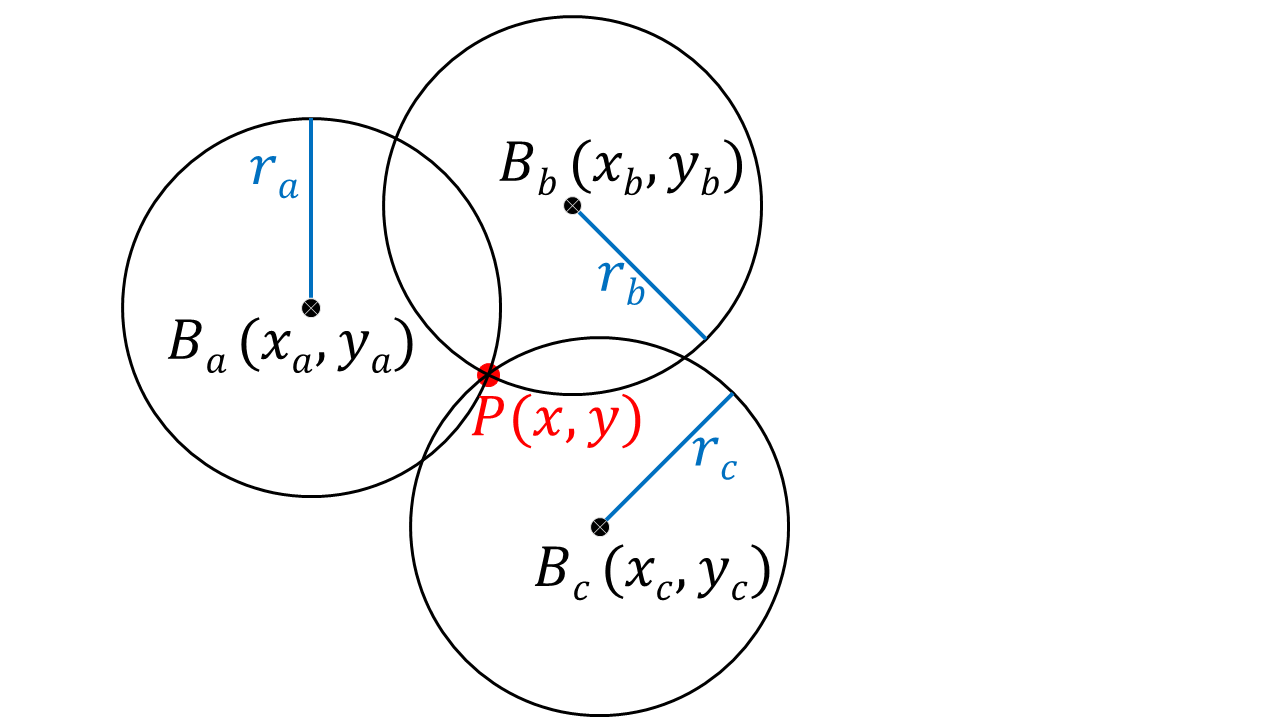 B_b (x_b, y_b)
r_a
r_b
B_a (x_a, y_a)
P(x, y)
r_c
B_c (x_c, y_c)